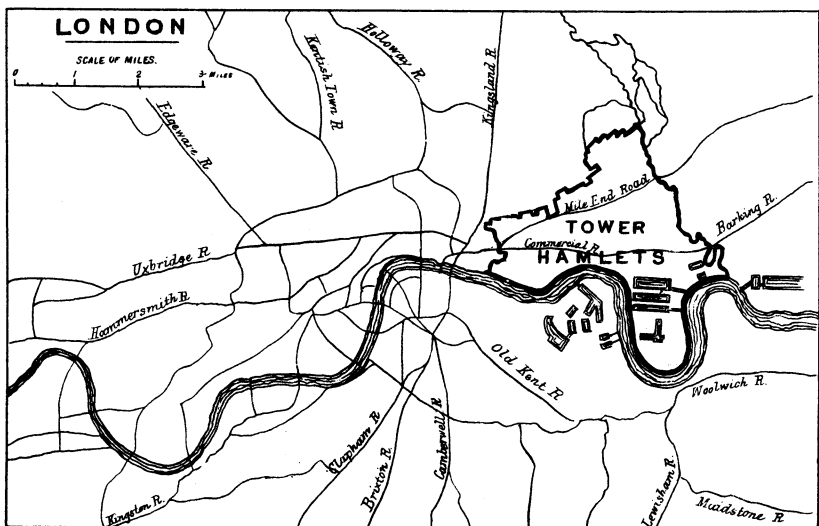 LONDON
SCALE OF MILES.
0 1 2 3 MILES
Edgeware R.
Kentish Town R.
Holloway R.
Kingsland R.
Mile End Road
TOWER
Commercial R.
HAMLETS
Barking R.
Uxbridge R
Hammersmith R
Old Kent R
Woolwich R.
Clapham R
Brixton R
Camberwell R.
Kingston R.
Lewisham R
Maidstone R